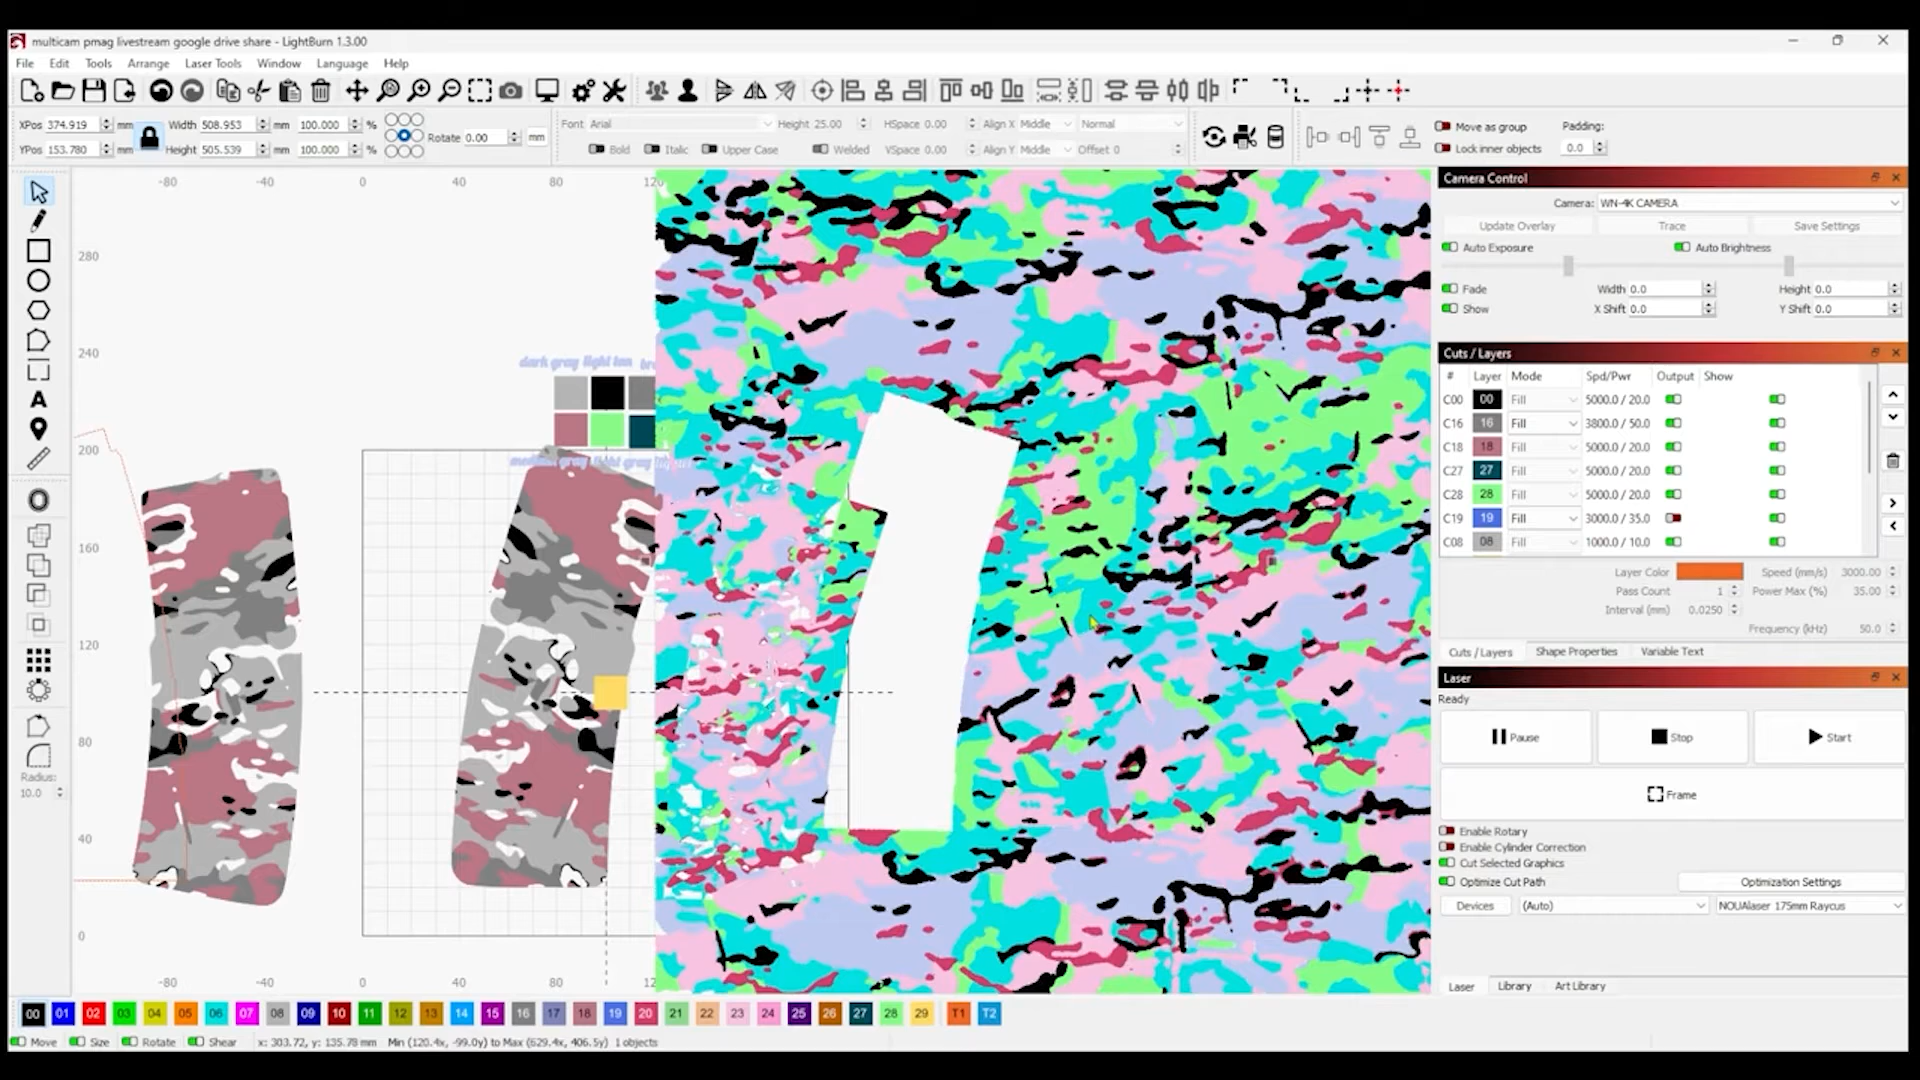 multicam pmag livestream google drive share - LightBurn 1.3.00
File Edit Tools Arrange Laser Tools Window Language Help
XPos 374.919 mm Width 508.953 mm 100.000 % Rotate 0.00 mm Font Arial Height 25.00 HSpace 0.00 Align X Middle Normal Move as group Padding:
YPos 153.780 mm Height 505.539 mm 100.000 % Bold Italic Upper Case Welded VSpace 0.00 Align Y Middle Offset 0 Lock inner objects 0.0
-80 -40 0 40 80 120
280
240
200
160
120
80
40
0
-80 -40 0 40 80 12
dark gray light tan
medium gray light gray
Radius:
10.0
Camera Control
Camera: WN-4K CAMERA
Update Overlay Trace Save Settings
Auto Exposure Auto Brightness
Fade Width 0.0 Height 0.0
Show X Shift 0.0 Y Shift 0.0
Cuts / Layers
# Layer Mode Spd/Pwr Output Show
C00 00 Fill 5000.0 / 20.0
C16 16 Fill 3800.0 / 50.0
C18 18 Fill 5000.0 / 20.0
C27 27 Fill 5000.0 / 20.0
C28 28 Fill 5000.0 / 20.0
C19 19 Fill 3000.0 / 35.0
C08 08 Fill 1000.0 / 10.0
Layer Color Speed (mm/s) 3000.00
Pass Count 1 Power Max (%) 35.00
Interval (mm) 0.0250
Frequency (kHz) 50.0
Cuts / Layers Shape Properties Variable Text
Laser
Ready
Pause Stop Start
Frame
Enable Rotary
Enable Cylinder Correction
Cut Selected Graphics
Optimize Cut Path Optimization Settings
Devices (Auto) NOUAlaser 175mm Raycus
Laser Library Art Library
00 01 02 03 04 05 06 07 08 09 10 11 12 13 14 15 16 17 18 19 20 21 22 23 24 25 26 27 28 29 T1 T2
Move Size Rotate Shear x: 303.72, y: 135.78 mm Min (120.4x, -99.0y) to Max (629.4x, 406.5y) 1 objects